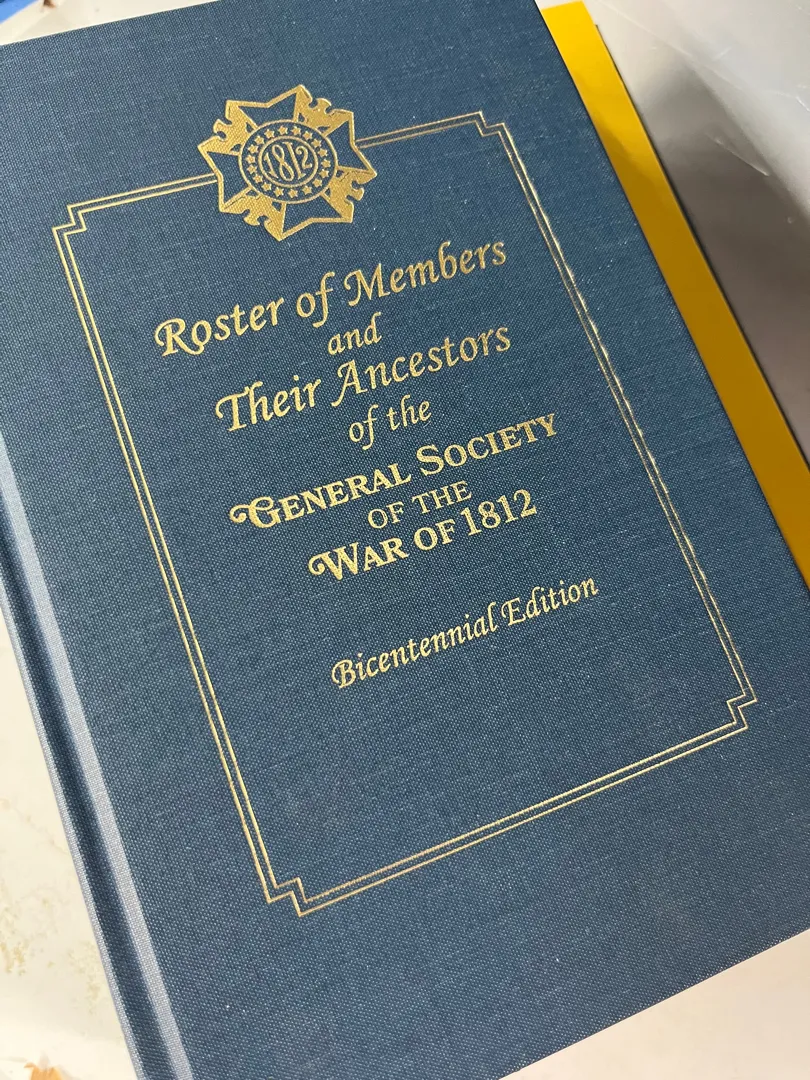 1812
Roster of Members
and
Their Ancestors
of the
GENERAL SOCIETY
OF THE
WAR OF 1812
Bicentennial Edition